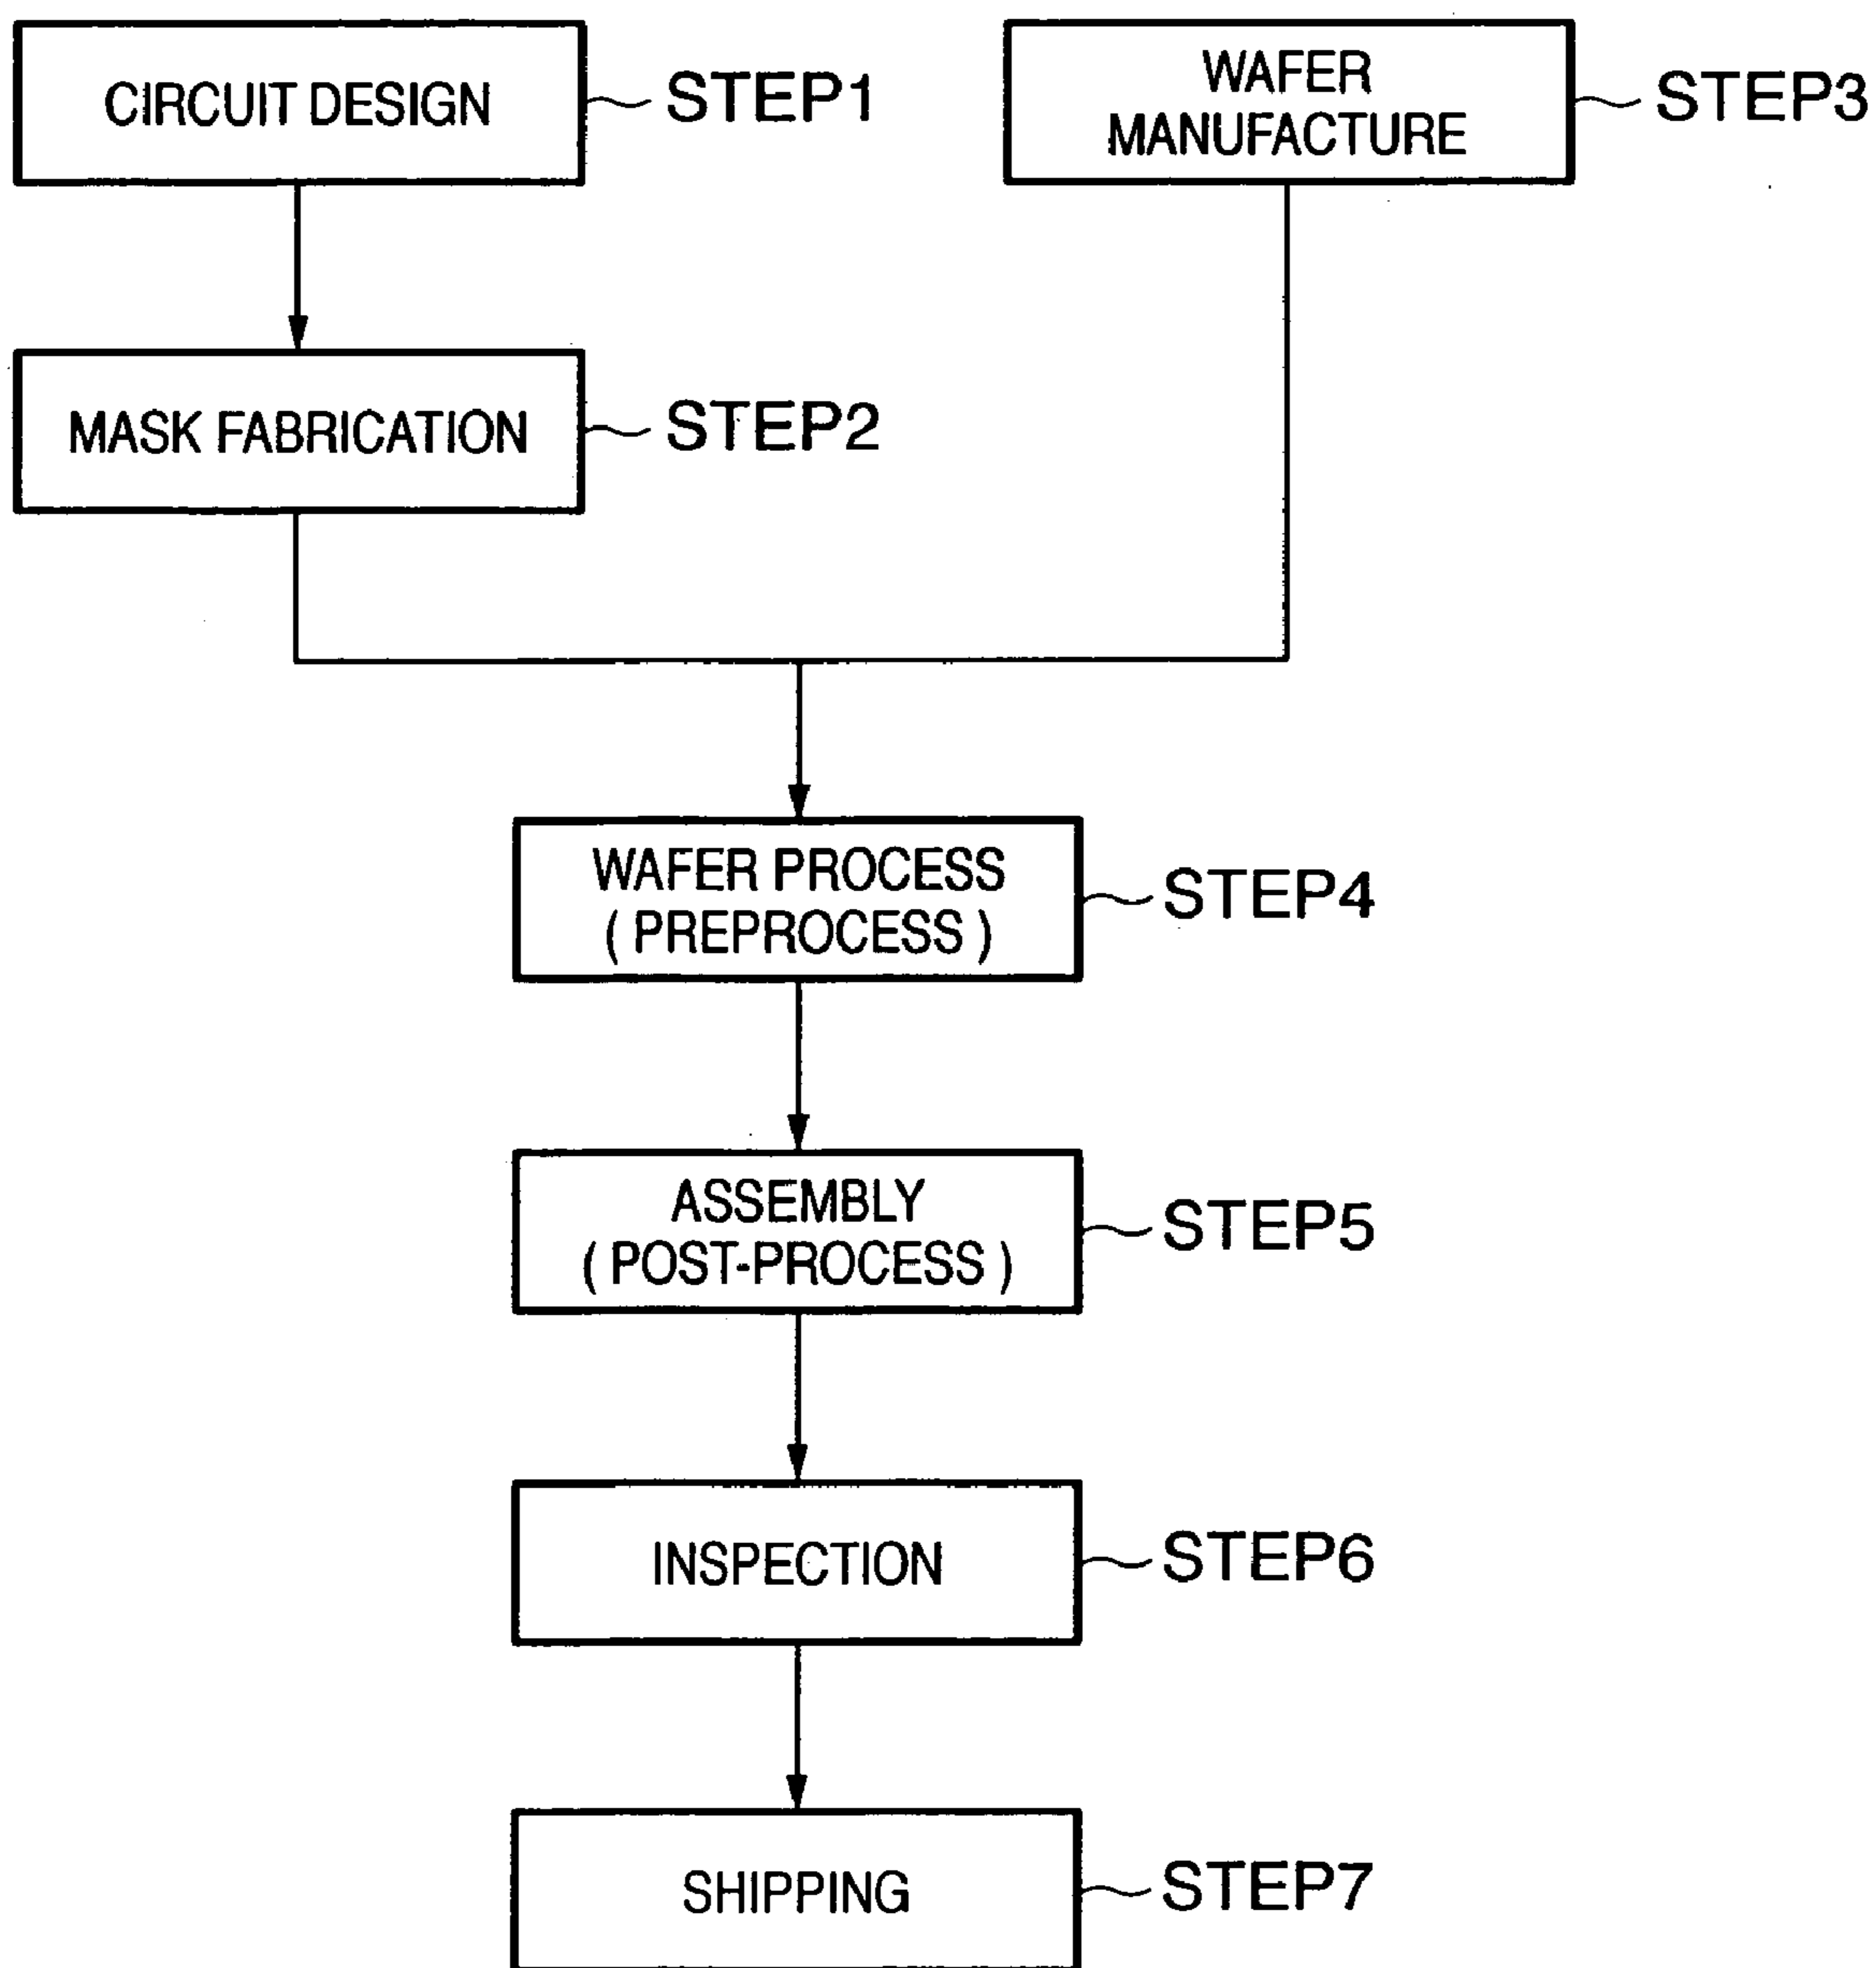 CIRCUIT DESIGN
STEP1
WAFER
MANUFACTURE
STEP3
MASK FABRICATION
STEP2
WAFER PROCESS
( PREPROCESS )
STEP4
ASSEMBLY
( POST-PROCESS )
STEP5
INSPECTION
STEP6
SHIPPING
STEP7